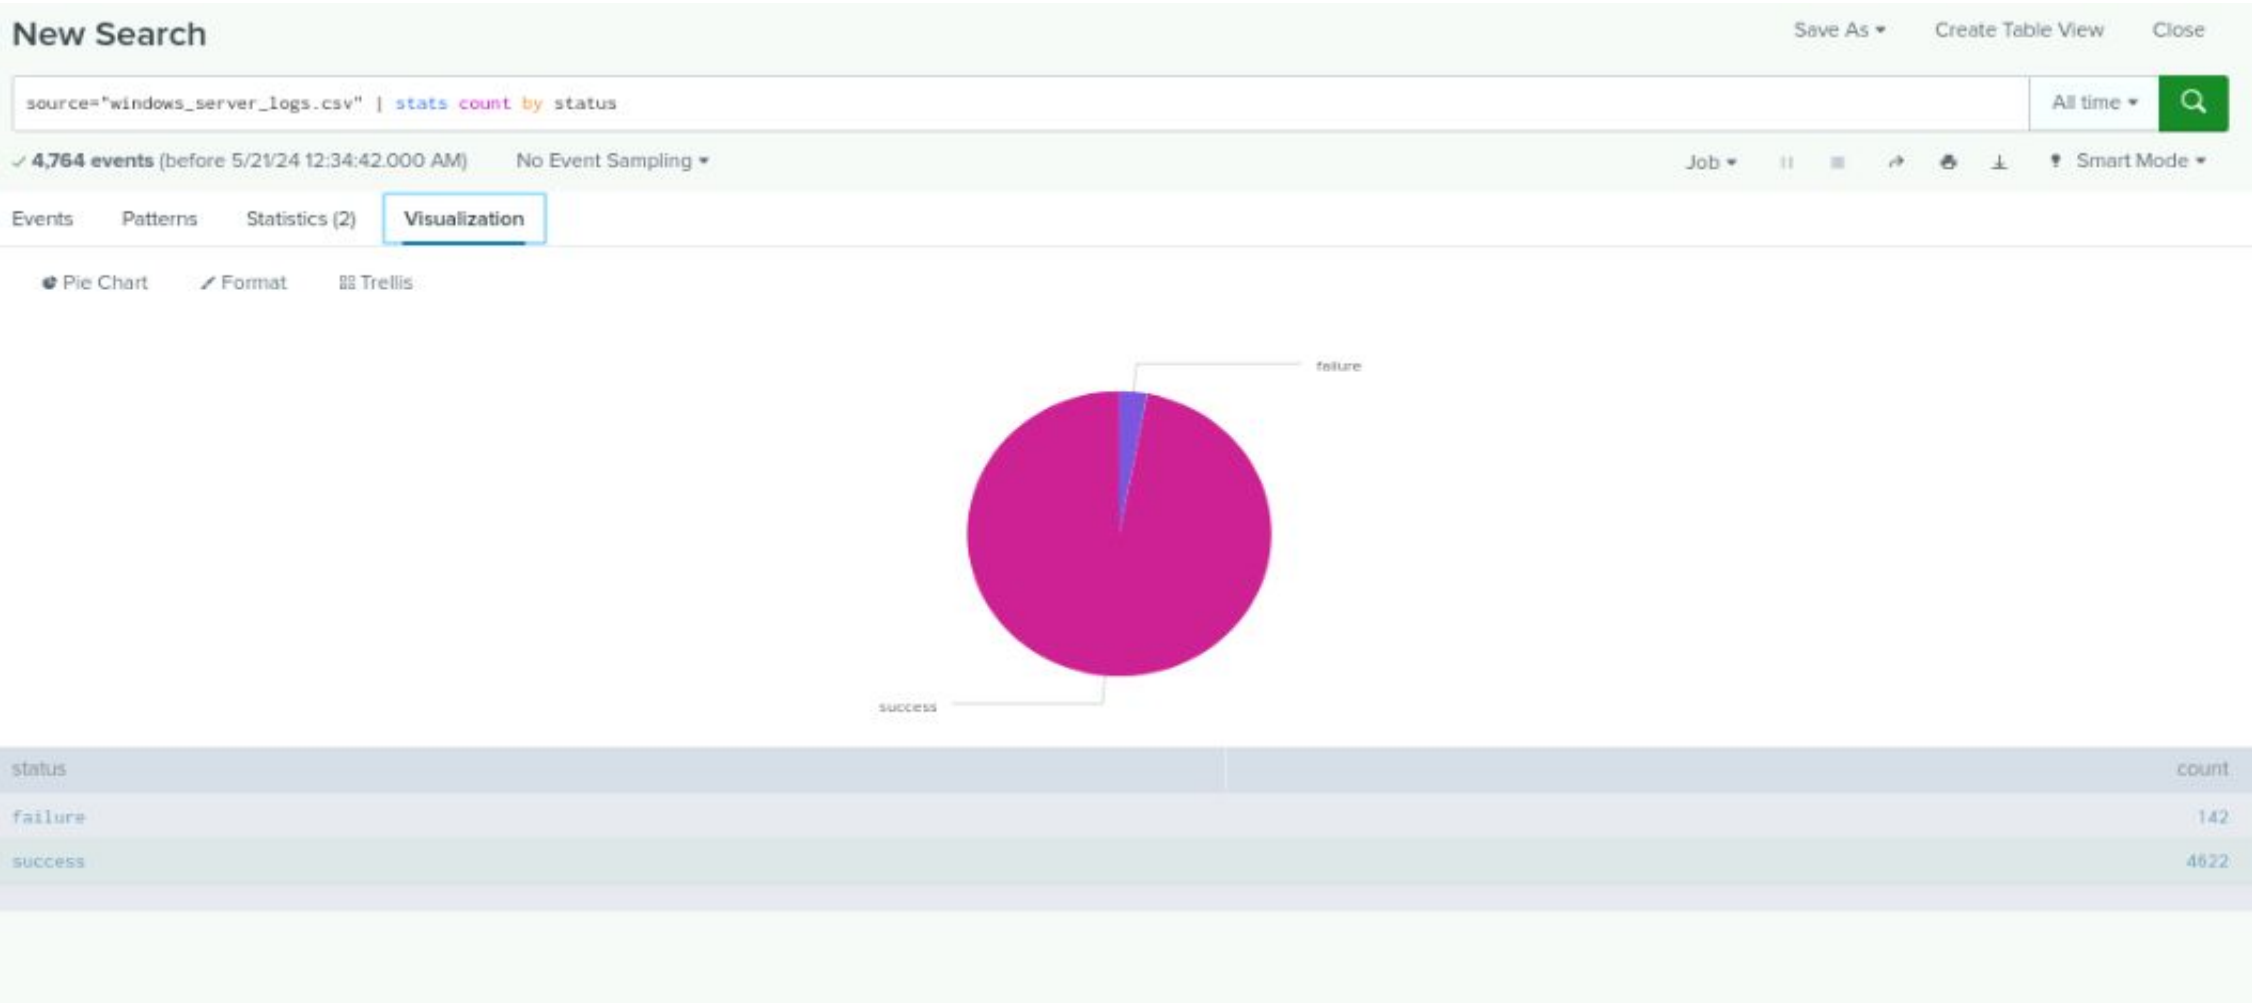 New Search
Save As Create Table View Close
source="windows_server_logs.csv" | stats count by status
All time
4,764 events (before 5/21/24 12:34:42.000 AM) No Event Sampling
Job Smart Mode
Events Patterns Statistics (2) Visualization
Pie Chart Format Trellis
failure
success
status count
failure 142
success 4622